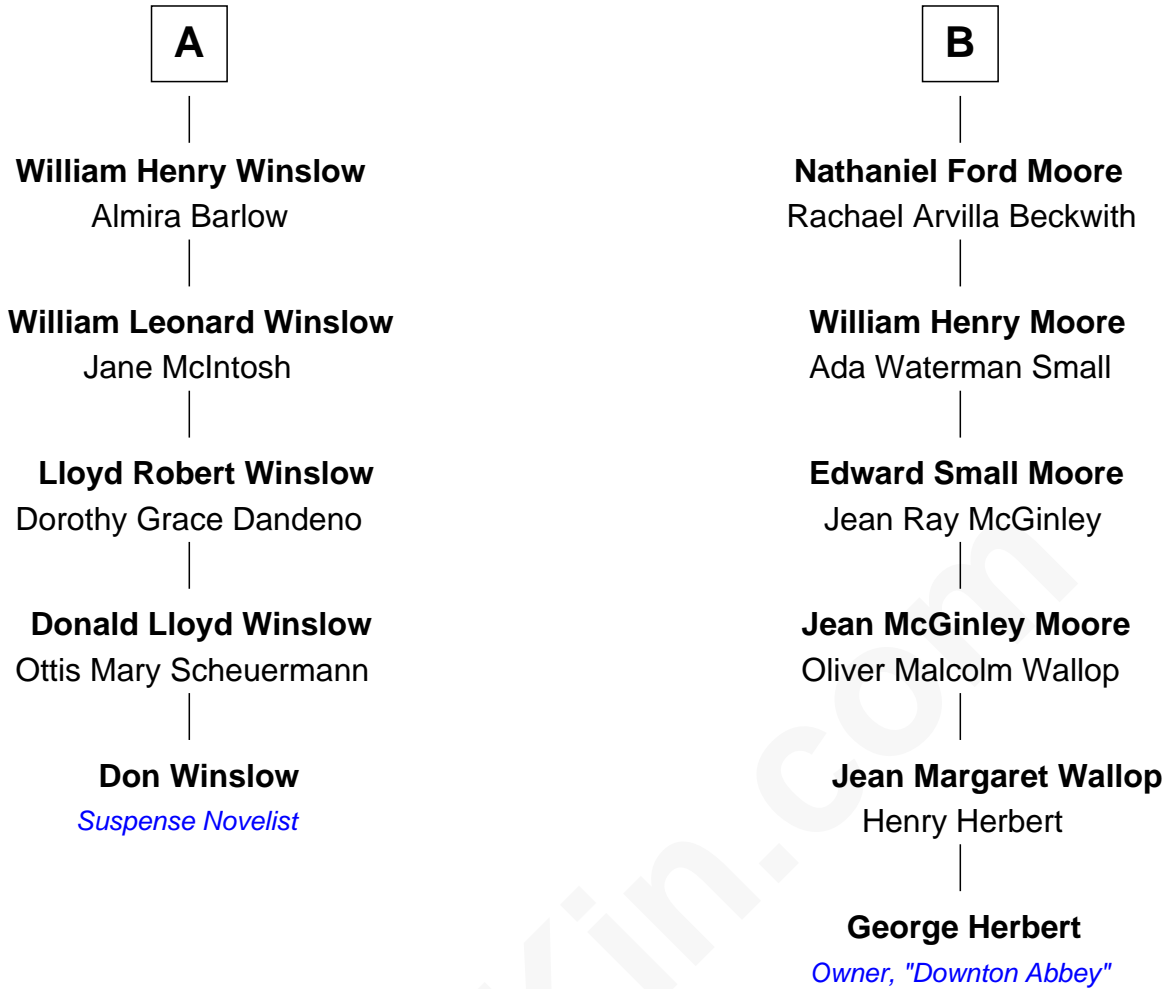 A
William Henry Winslow
Almira Barlow
William Leonard Winslow
Jane McIntosh
Lloyd Robert Winslow
Dorothy Grace Dandeno
Donald Lloyd Winslow
Ottis Mary Scheuermann
Don Winslow
Suspense Novelist
B
Nathaniel Ford Moore
Rachael Arvilla Beckwith
William Henry Moore
Ada Waterman Small
Edward Small Moore
Jean Ray McGinley
Jean McGinley Moore
Oliver Malcolm Wallop
Jean Margaret Wallop
Henry Herbert
George Herbert
Owner, "Downton Abbey"